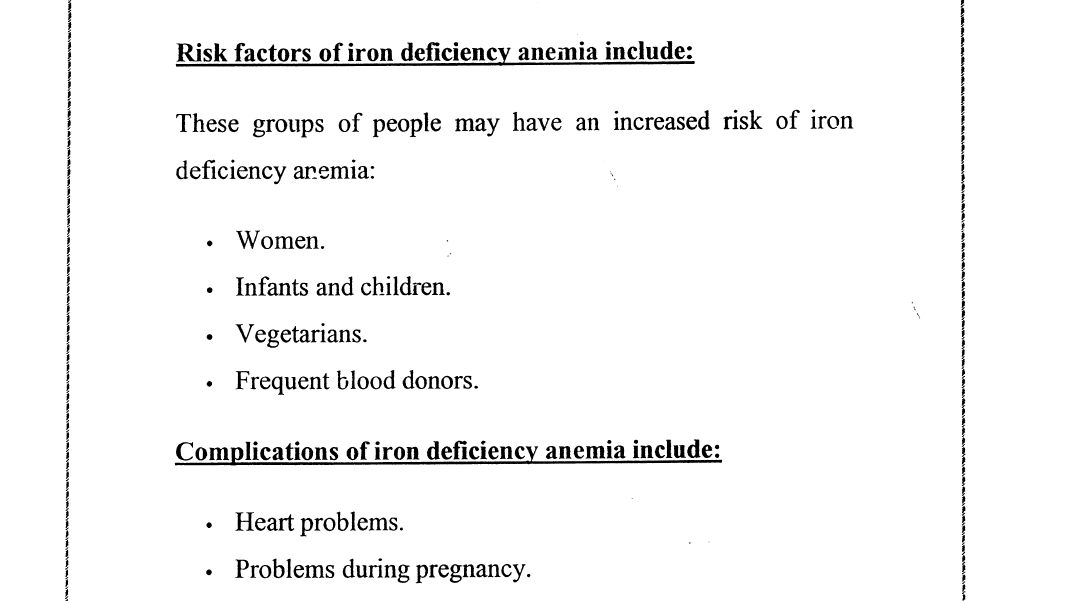 Risk factors of iron deficiency anemia include:
These groups of people may have an increased risk of iron
deficiency anemia:
• Women.
• Infants and children.
• Vegetarians.
• Frequent blood donors.
Complications of iron deficiency anemia include:
• Heart problems.
• Problems during pregnancy.